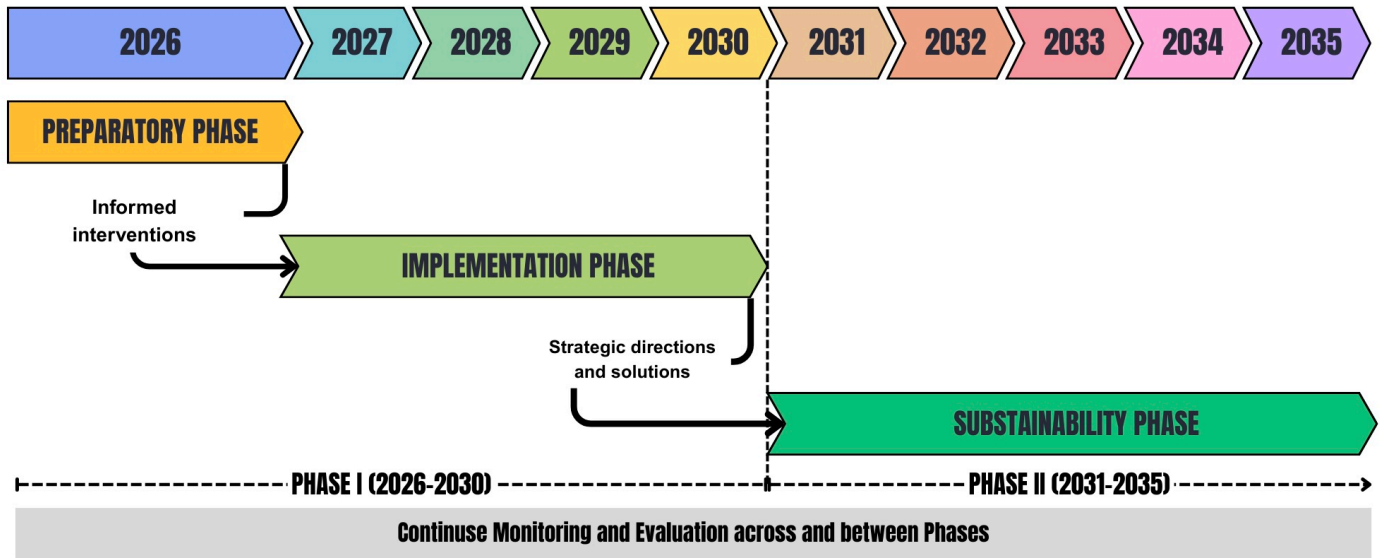 2026 2027 2028 2029 2030 2031 2032 2033 2034 2035
PREPARATORY PHASE
Informed
interventions
IMPLEMENTATION PHASE
Strategic directions
and solutions
SUBSTAINABILITY PHASE
PHASE I (2026-2030) PHASE II (2031-2035)
Continuse Monitoring and Evaluation across and between Phases